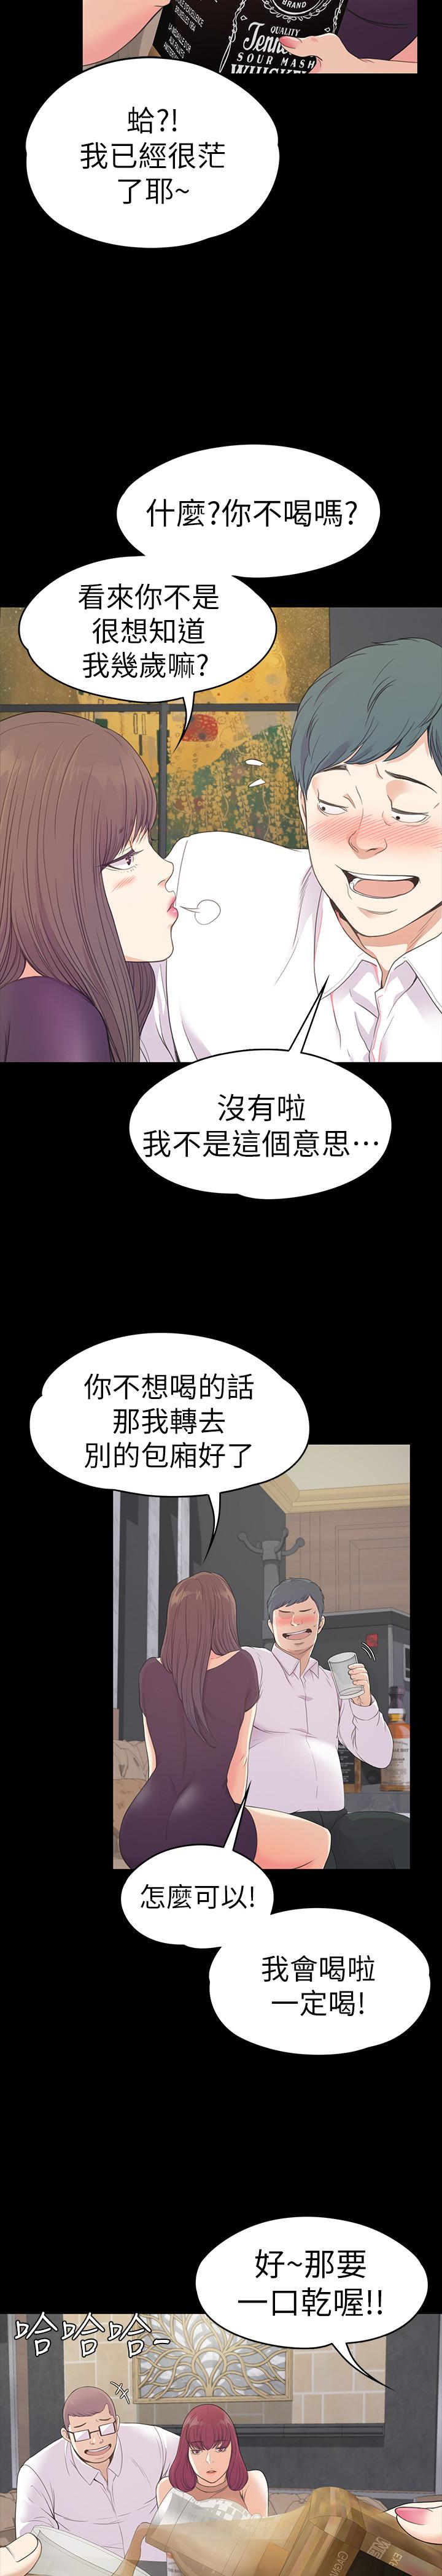 BRAND
QUALITY
Jenn
SOUR MASH
WHISKEY
蛤?!
我已經很茫
了耶~
什麼?你不喝嗎?
看來你不是
很想知道
我幾歲嘛?
沒有啦
我不是這個意思…
你不想喝的話
那我轉去
別的包廂好了
怎麼可以!
我會喝啦
一定喝!
好~那要
一口乾喔!!
哈哈哈-